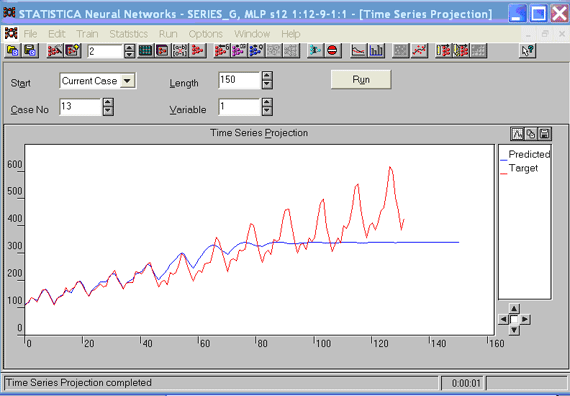 STATISTICA Neural Networks - SERIES_G, MLP s12 1:12-9-1:1 - [Time Series Projection]
File Edit Train Statistics Run Options Window Help
2
Start Current Case Length 150 Run
Case No 13 Variable 1
Time Series Projection
Predicted
Target
600
500
400
300
200
100
0
0 20 40 60 80 100 120 140 160
Time Series Projection completed 0:00:01